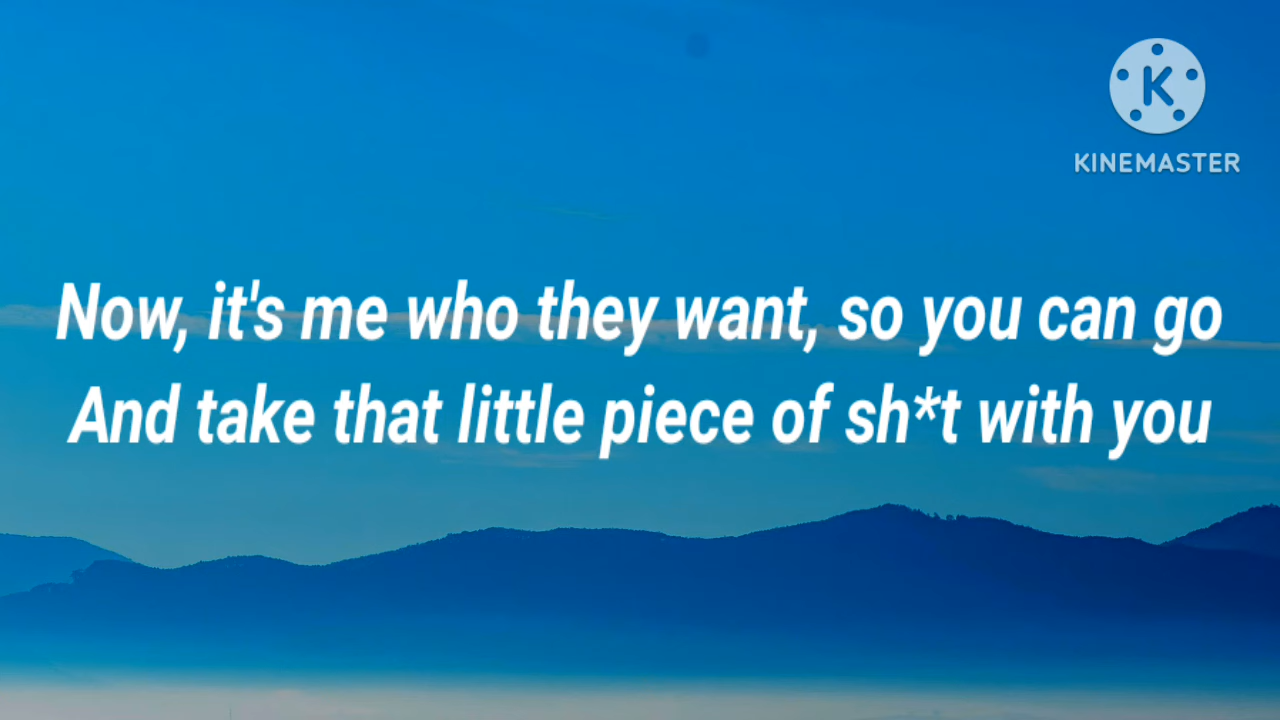 K
KINEMASTER
Now, it's me who they want, so you can go
And take that little piece of sh*t with you